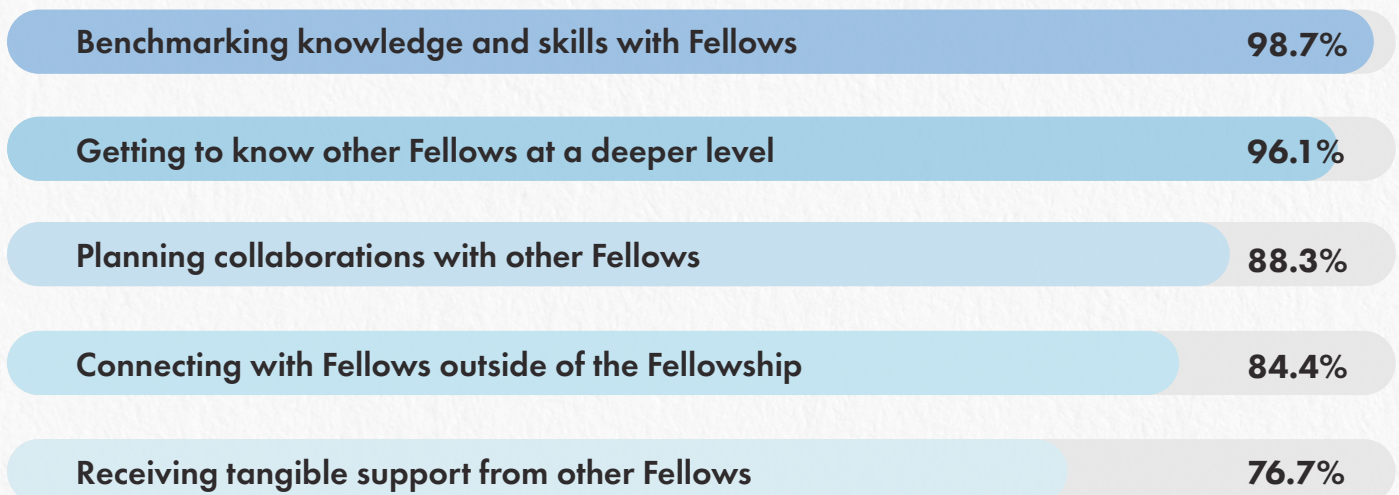 Benchmarking knowledge and skills with Fellows 98.7%
Getting to know other Fellows at a deeper level 96.1%
Planning collaborations with other Fellows 88.3%
Connecting with Fellows outside of the Fellowship 84.4%
Receiving tangible support from other Fellows 76.7%